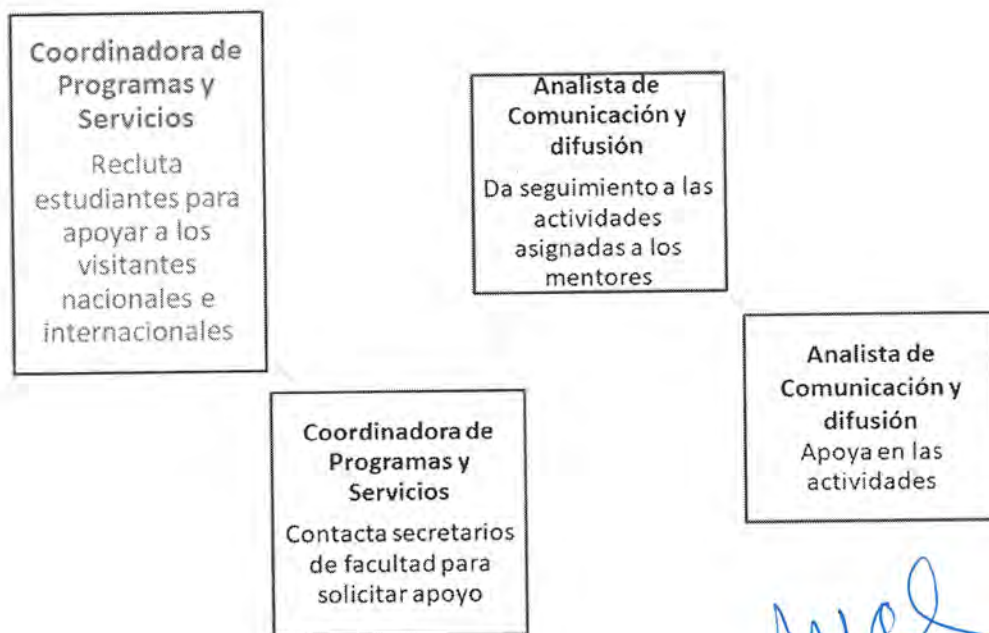 Coordinadora de
Programas y
Servicios
Recluta
estudiantes para
apoyar a los
visitantes
nacionales e
internacionales
Coordinadora de
Programas y
Servicios
Contacta secretarios
de facultad para
solicitar apoyo
Analista de
Comunicación y
difusión
Da seguimiento a las
actividades
asignadas a los
mentores
Analista de
Comunicación y
difusión
Apoya en las
actividades